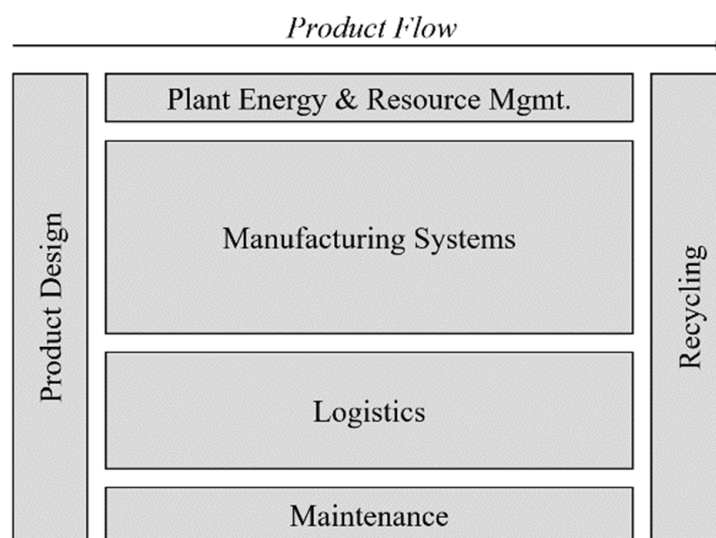 Product Flow
Product Design
Plant Energy & Resource Mgmt.
Manufacturing Systems
Logistics
Maintenance
Recycling